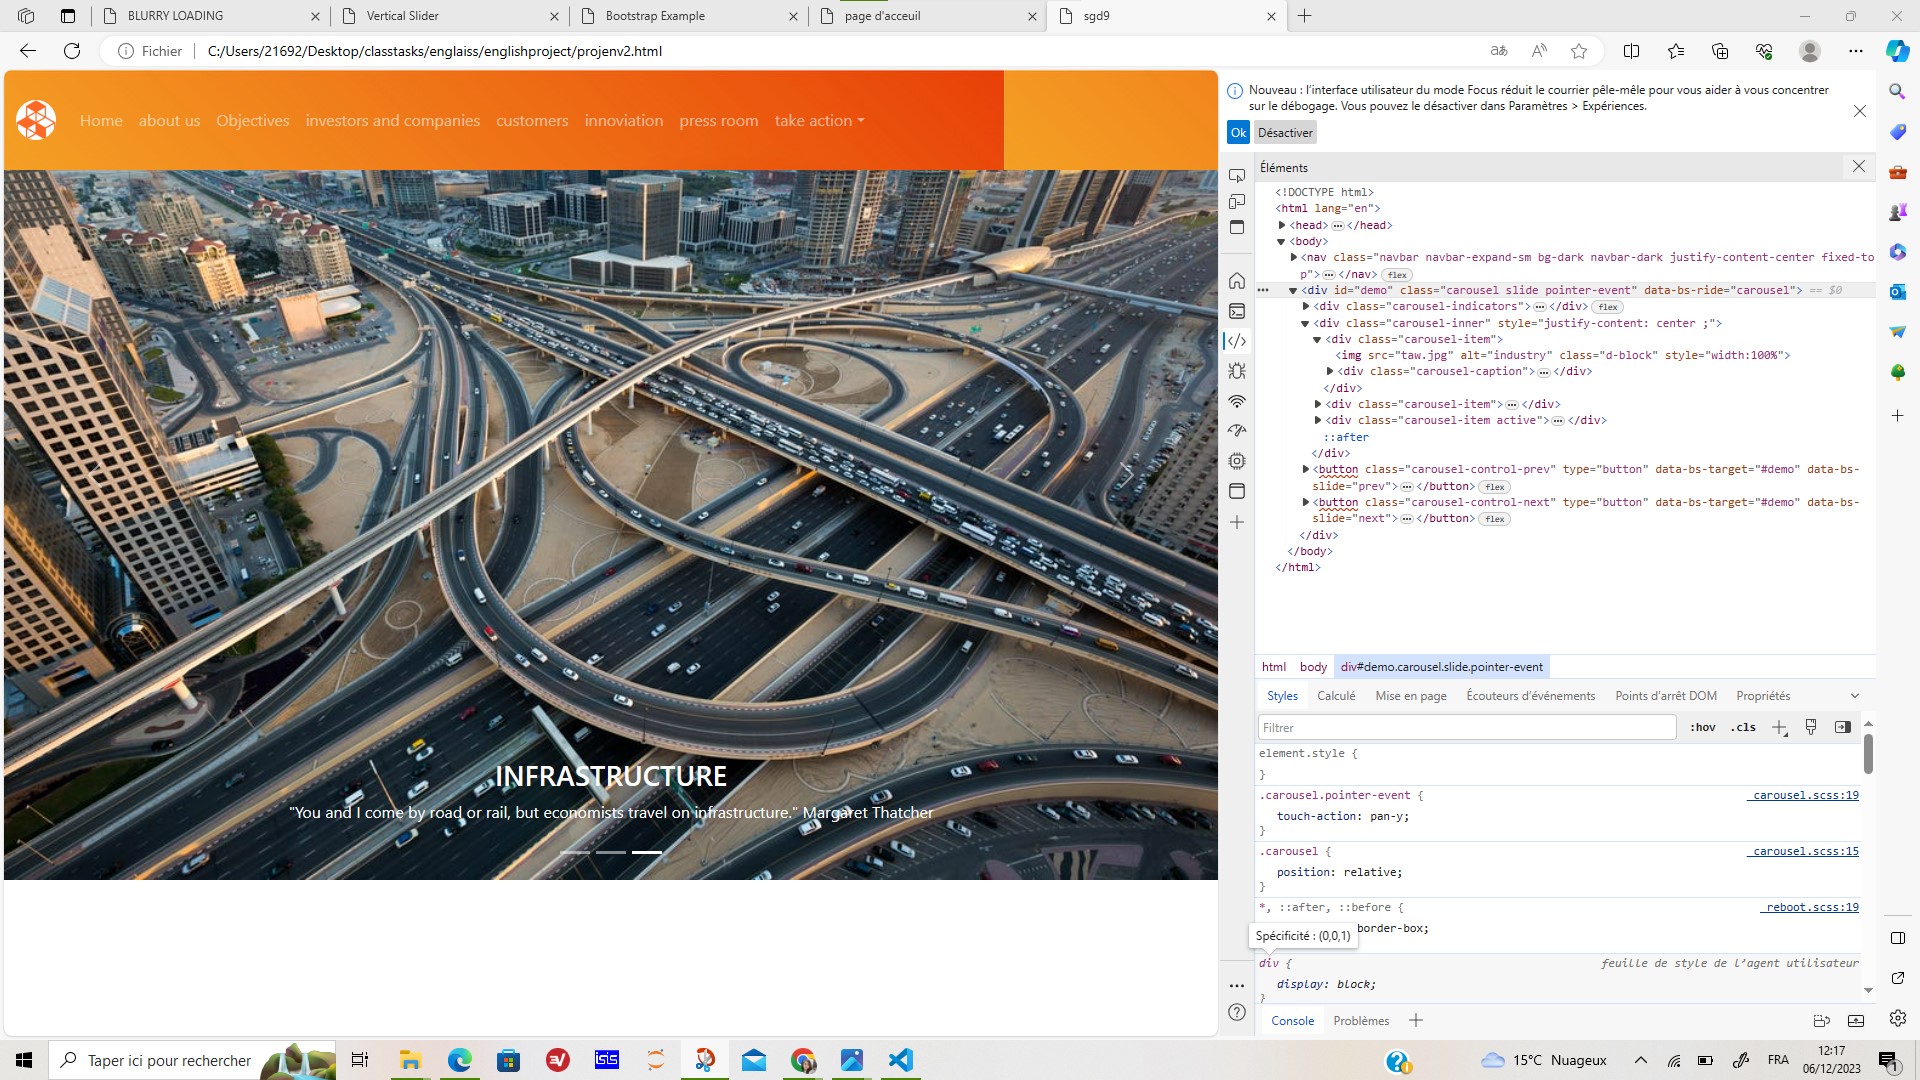 BLURRY LOADING
Vertical Slider
Bootstrap Example
page d'acceuil
sgd9
Fichier
C:/Users/21692/Desktop/classtasks/englaiss/englishproject/projenv2.html
Home about us Objectives investors and companies customers innoviation press room take action
INFRASTRUCTURE
"You and I come by road or rail, but economists travel on infrastructure." Margaret Thatcher
Nouveau : l'interface utilisateur du mode Focus réduit le courrier pêle-mêle pour vous aider à vous concentrer
sur le débogage. Vous pouvez le désactiver dans Paramètres > Expériences.
Ok Désactiver
Éléments
<!DOCTYPE html>
<html lang="en">
<head> ••• </head>
<body>
<nav class="navbar navbar-expand-sm bg-dark navbar-dark justify-content-center fixed-to
p"> ••• </nav> flex
••• <div id="demo" class="carousel slide pointer-event" data-bs-ride="carousel"> == $0
<div class="carousel-indicators"> ••• </div> flex
<div class="carousel-inner" style="justify-content: center ;">
<div class="carousel-item">
<img src="taw.jpg" alt="industry" class="d-block" style="width:100%">
<div class="carousel-caption"> ••• </div>
</div>
<div class="carousel-item"> ••• </div>
<div class="carousel-item active"> ••• </div>
::after
</div>
<button class="carousel-control-prev" type="button" data-bs-target="#demo" data-bs-
slide="prev"> ••• </button> flex
<button class="carousel-control-next" type="button" data-bs-target="#demo" data-bs-
slide="next"> ••• </button> flex
</div>
</body>
</html>
html body div#demo.carousel.slide.pointer-event
Styles Calculé Mise en page Écouteurs d'événements Points d'arrêt DOM Propriétés
Filtrer :hov .cls
element.style {
}
.carousel.pointer-event { _carousel.scss:19
touch-action: pan-y;
}
.carousel { _carousel.scss:15
position: relative;
}
*, ::after, ::before { _reboot.scss:19
border-box;
Spécificité : (0,0,1)
div { feuille de style de l'agent utilisateur
display: block;
}
Console Problèmes
Taper ici pour rechercher
ISIS
15°C Nuageux
FRA
12:17
06/12/2023
1